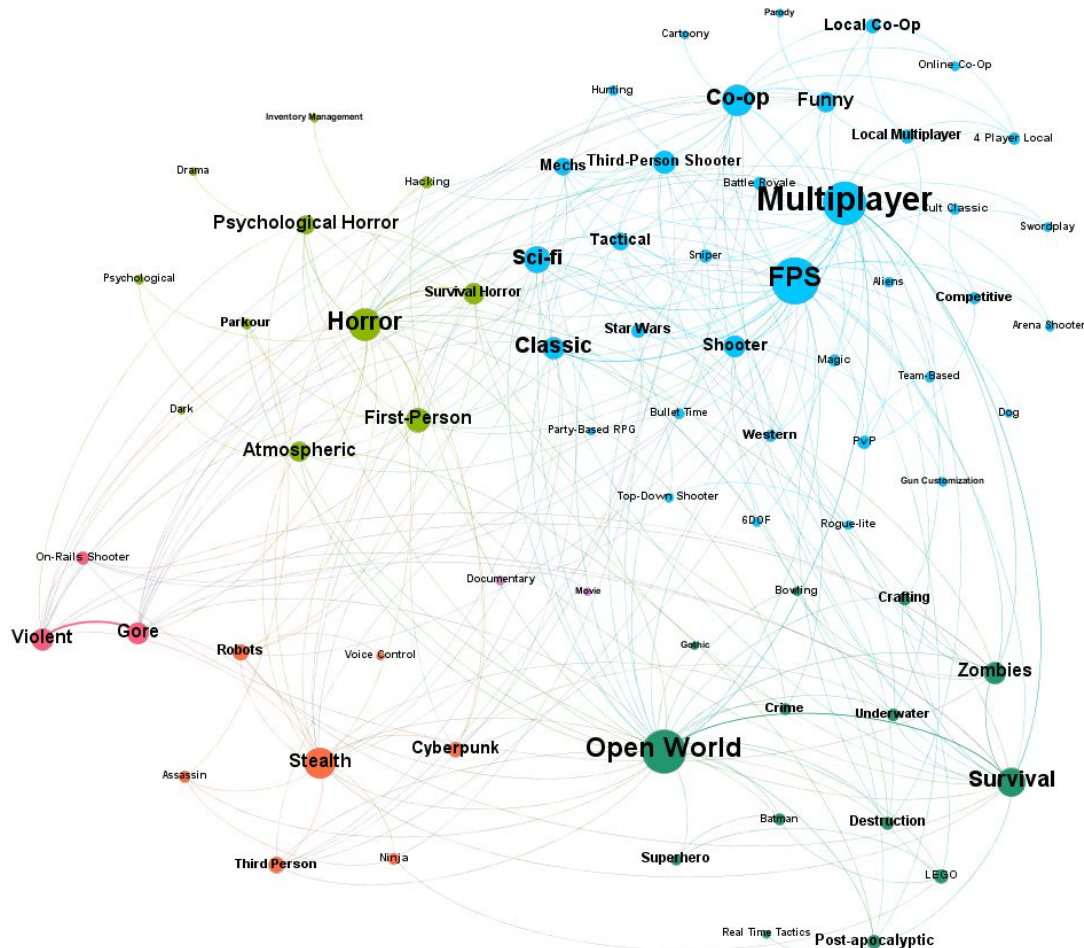 Parody
Local Co-Op
Cartoony
Online Co-Op
Hunting
Co-op
Funny
Inventory Management
Local Multiplayer
4 Player Local
Third-Person Shooter
Mechs
Drama
Hacking
Battle Royale
Multiplayer
Cult Classic
Psychological Horror
Swordplay
Tactical
Sci-fi
Sniper
FPS
Psychological
Aliens
Survival Horror
Competitive
Horror
Parkour
Star Wars
Arena Shooter
Classic
Shooter
Magic
Team-Based
Dark
First-Person
Bullet Time
Dog
Party-Based RPG
Western
PvP
Atmospheric
Gun Customization
Top-Down Shooter
6DOF
Rogue-lite
On-Rails Shooter
Documentary
Movie
Bowling
Crafting
Violent
Gore
Robots
Voice Control
Gothic
Zombies
Crime
Underwater
Stealth
Cyberpunk
Open World
Assassin
Survival
Batman
Destruction
Third Person
Ninja
Superhero
LEGO
Real Time Tactics
Post-apocalyptic